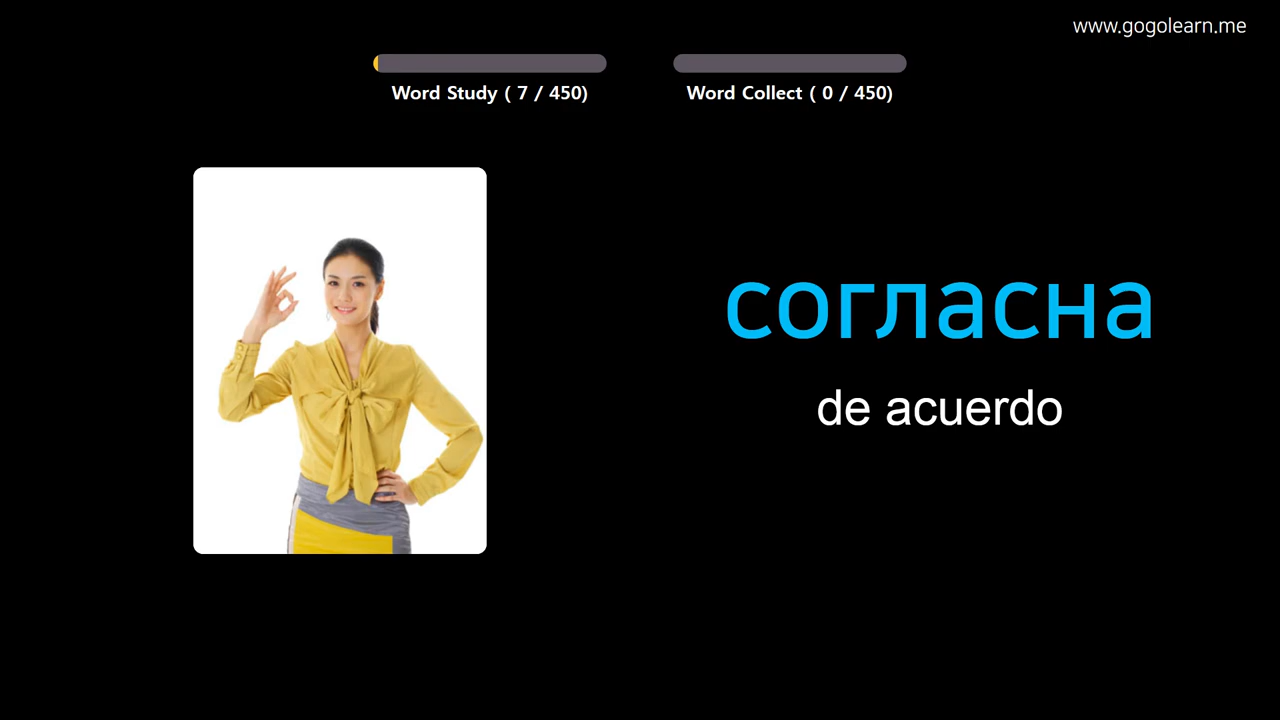 www.gogolearn.me
Word Study ( 7 / 450)
Word Collect ( 0 / 450)
согласна
de acuerdo